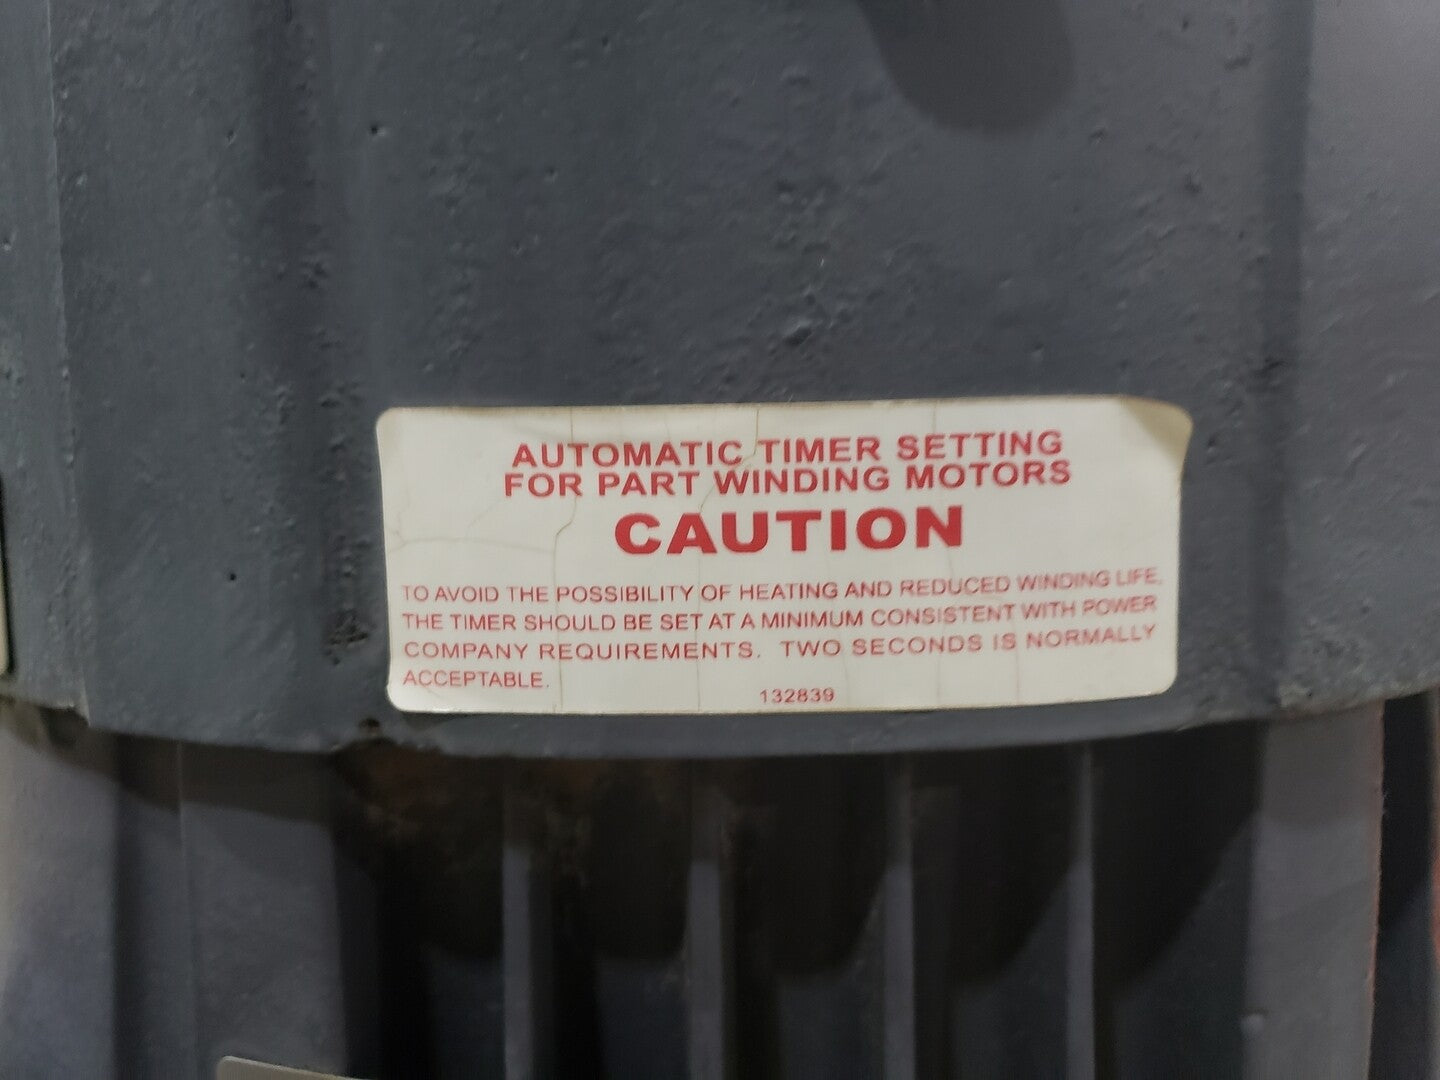 AUTOMATIC TIMER SETTING
FOR PART WINDING MOTORS
CAUTION
TO AVOID THE POSSIBILITY OF HEATING AND REDUCED WINDING LIFE,
THE TIMER SHOULD BE SET AT A MINIMUM CONSISTENT WITH POWER
COMPANY REQUIREMENTS. TWO SECONDS IS NORMALLY
ACCEPTABLE.
132839